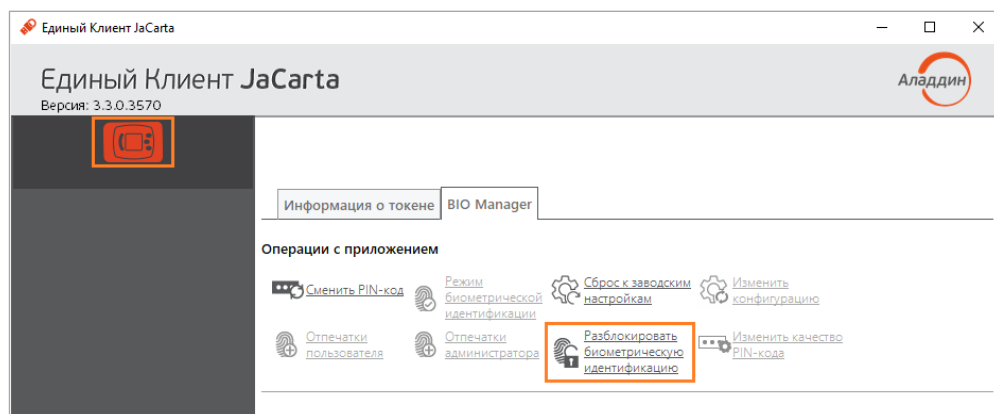 Единый Клиент JaCarta
Единый Клиент JaCarta
Версия: 3.3.0.3570
Аладдин
Информация о токене
BIO Manager
Операции с приложением
Сменить PIN-код
Режим
биометрической
идентификации
Сброс к заводским
настройкам
Изменить
конфигурацию
Отпечатки
пользователя
Отпечатки
администратора
Разблокировать
биометрическую
идентификацию
Изменить качество
PIN-кода